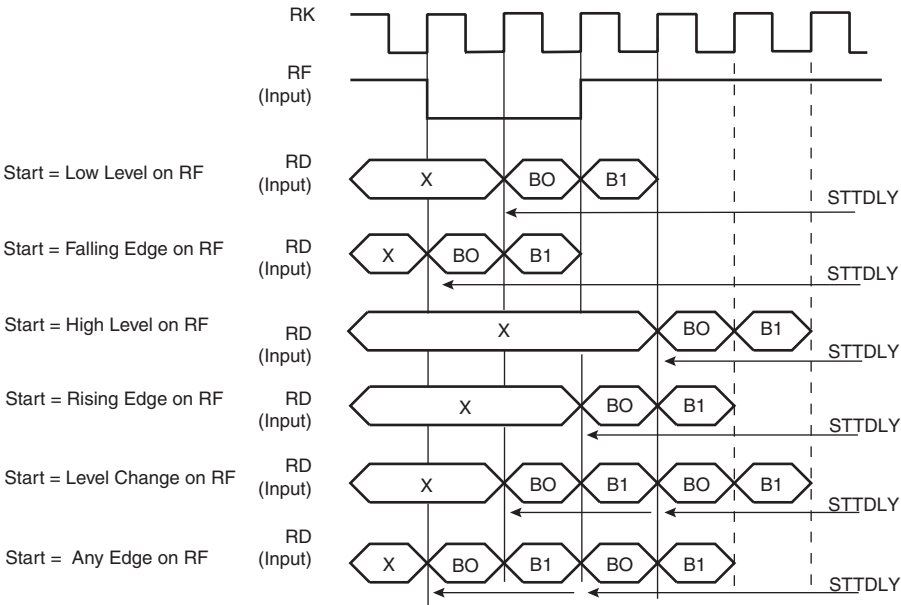 RK
RF
(Input)
Start = Low Level on RF
RD
(Input)
X
BO
B1
STTDLY
Start = Falling Edge on RF
RD
(Input)
X
BO
B1
STTDLY
Start = High Level on RF
RD
(Input)
X
BO
B1
STTDLY
Start = Rising Edge on RF
RD
(Input)
X
BO
B1
STTDLY
Start = Level Change on RF
RD
(Input)
X
BO
B1
BO
B1
STTDLY
Start = Any Edge on RF
RD
(Input)
X
BO
B1
BO
B1
STTDLY